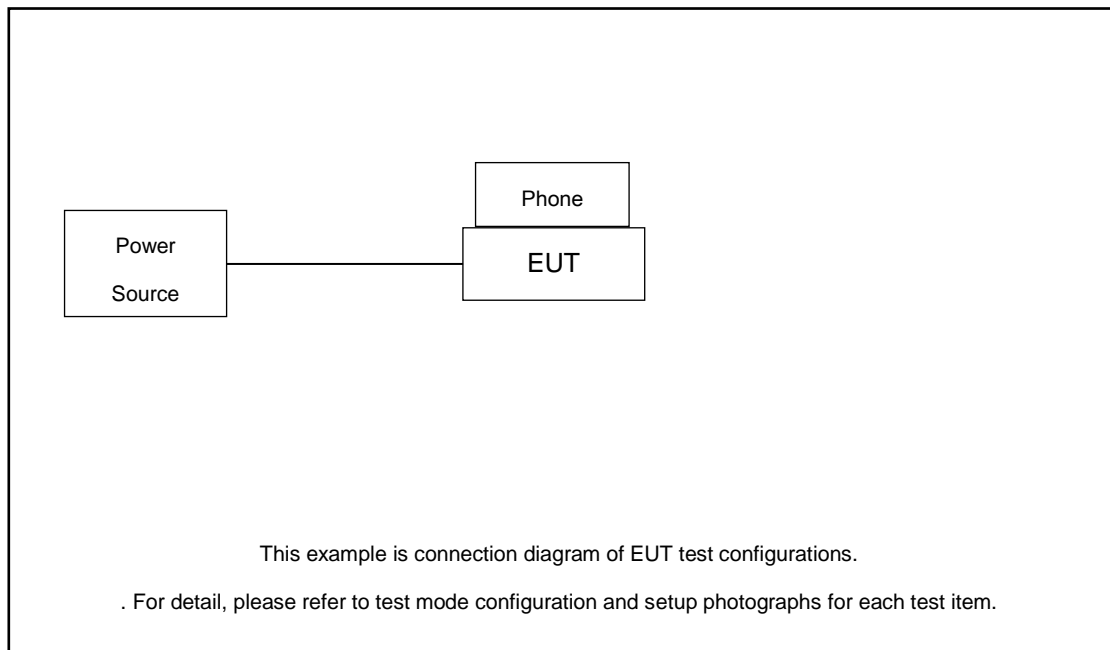 Phone
Power
Source
EUT
This example is connection diagram of EUT test configurations.
. For detail, please refer to test mode configuration and setup photographs for each test item.